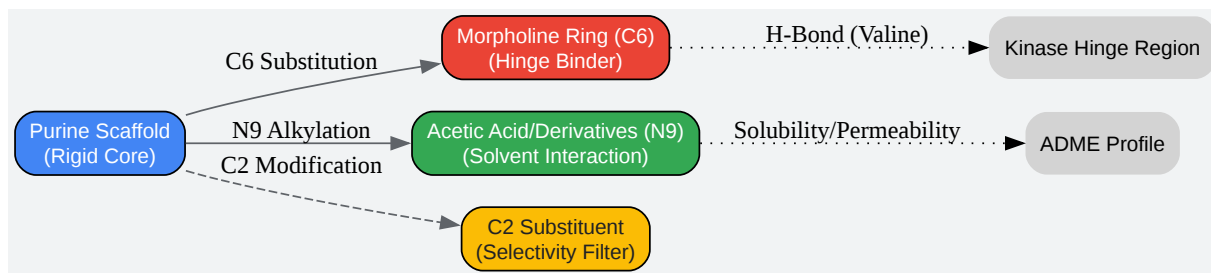 Morpholine Ring (C6)
(Hinge Binder)
H-Bond (Valine)
Kinase Hinge Region
C6 Substitution
Purine Scaffold
(Rigid Core)
N9 Alkylation
Acetic Acid/Derivatives (N9)
(Solvent Interaction)
Solubility/Permeability
ADME Profile
C2 Modification
C2 Substituent
(Selectivity Filter)